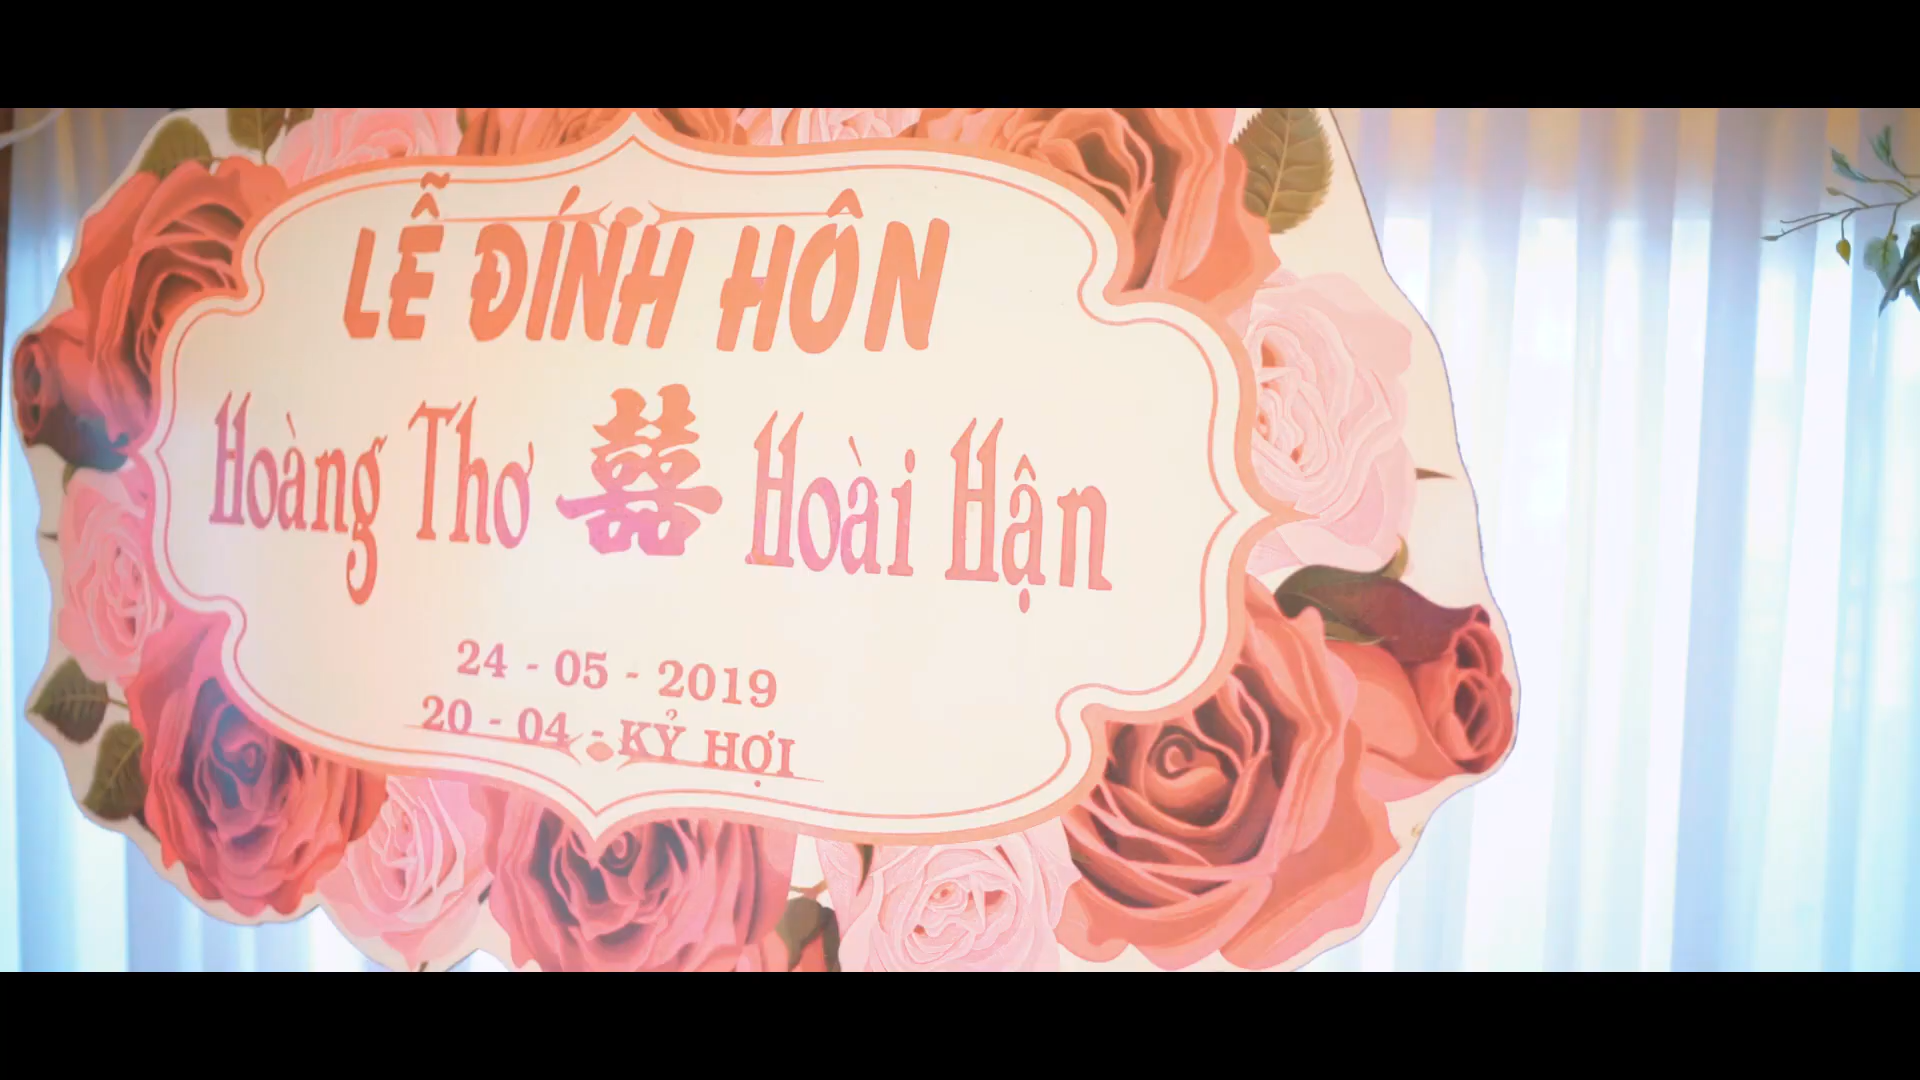 LỄ ĐÍNH HÔN
Hoàng Thơ 囍 Hoài Hận
24 - 05 - 2019
20 - 04 - KỶ HỢI